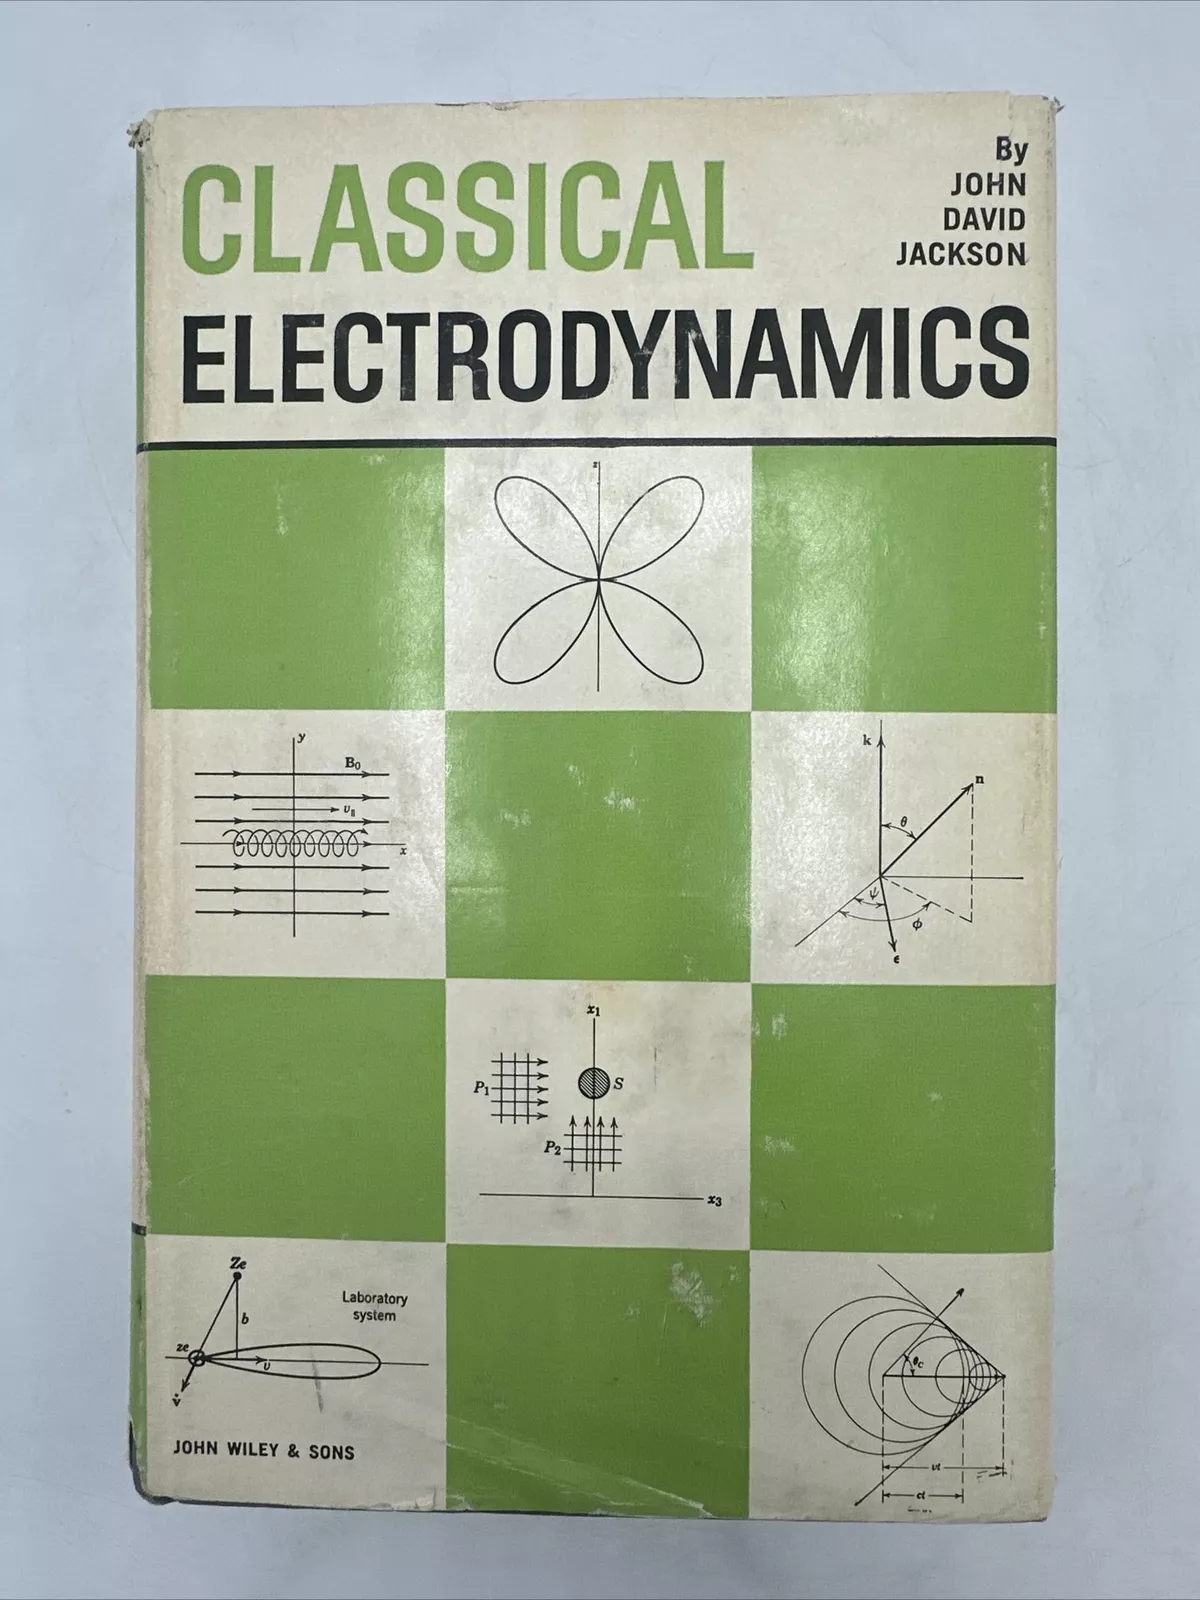 By
JOHN
DAVID
JACKSON
CLASSICAL
ELECTRODYNAMICS
z
y
B₀
v∥
x
k
n
θ
ψ
ϕ
ϵ
x₁
P₁
S
P₂
x₃
Ze
Laboratory
system
b
ze
v
v̇
θC
vt
ct
JOHN WILEY & SONS